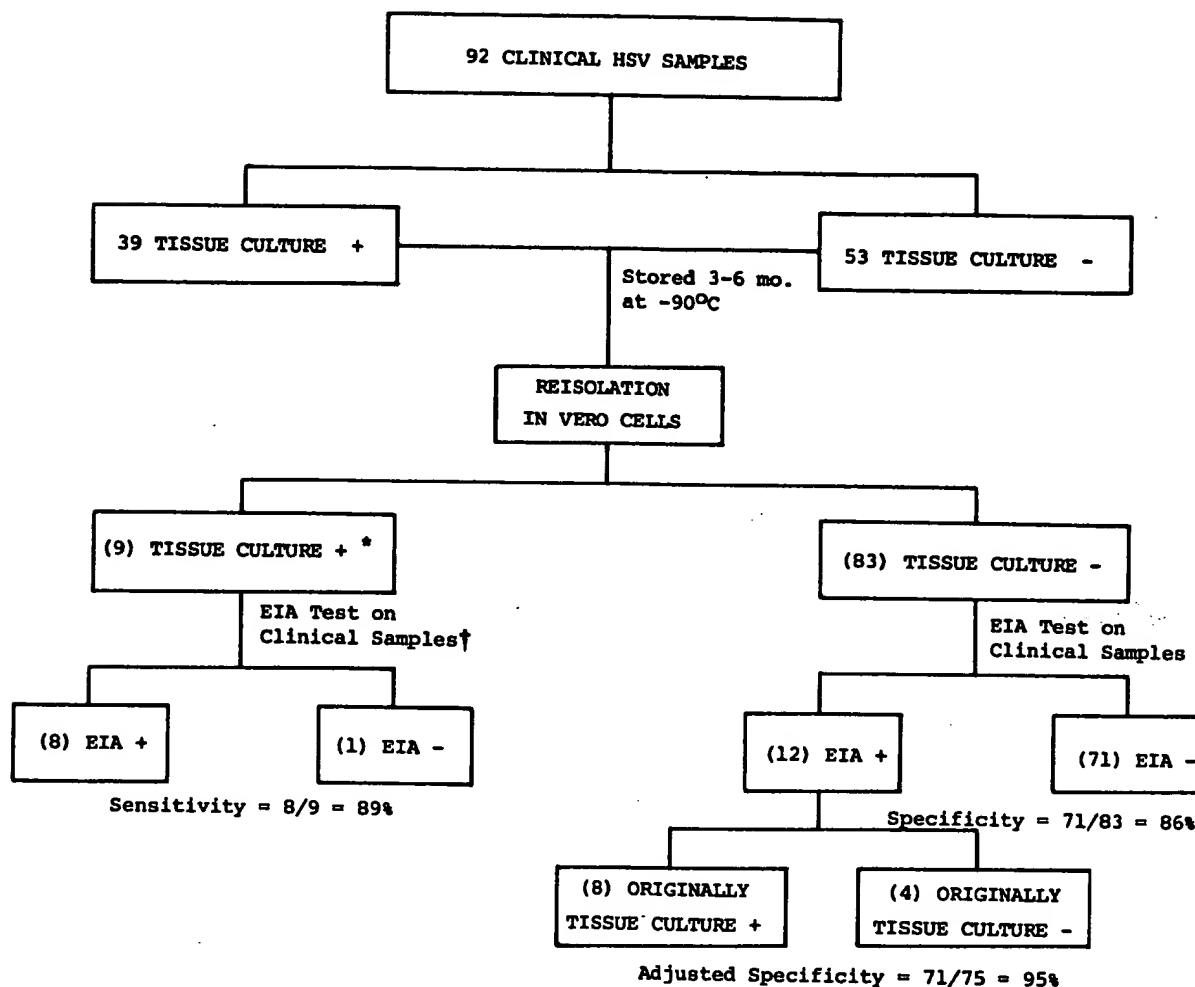 92 CLINICAL HSV SAMPLES
39 TISSUE CULTURE +
53 TISSUE CULTURE -
Stored 3-6 mo.
at -90°C
REISOLATION
IN VERO CELLS
(9) TISSUE CULTURE + *
(83) TISSUE CULTURE -
EIA Test on
Clinical Samples†
EIA Test on
Clinical Samples
(8) EIA +
(1) EIA -
(12) EIA +
(71) EIA -
Sensitivity = 8/9 = 89%
Specificity = 71/83 = 86%
(8) ORIGINALLY
TISSUE CULTURE +
(4) ORIGINALLY
TISSUE CULTURE -
Adjusted Specificity = 71/75 = 95%